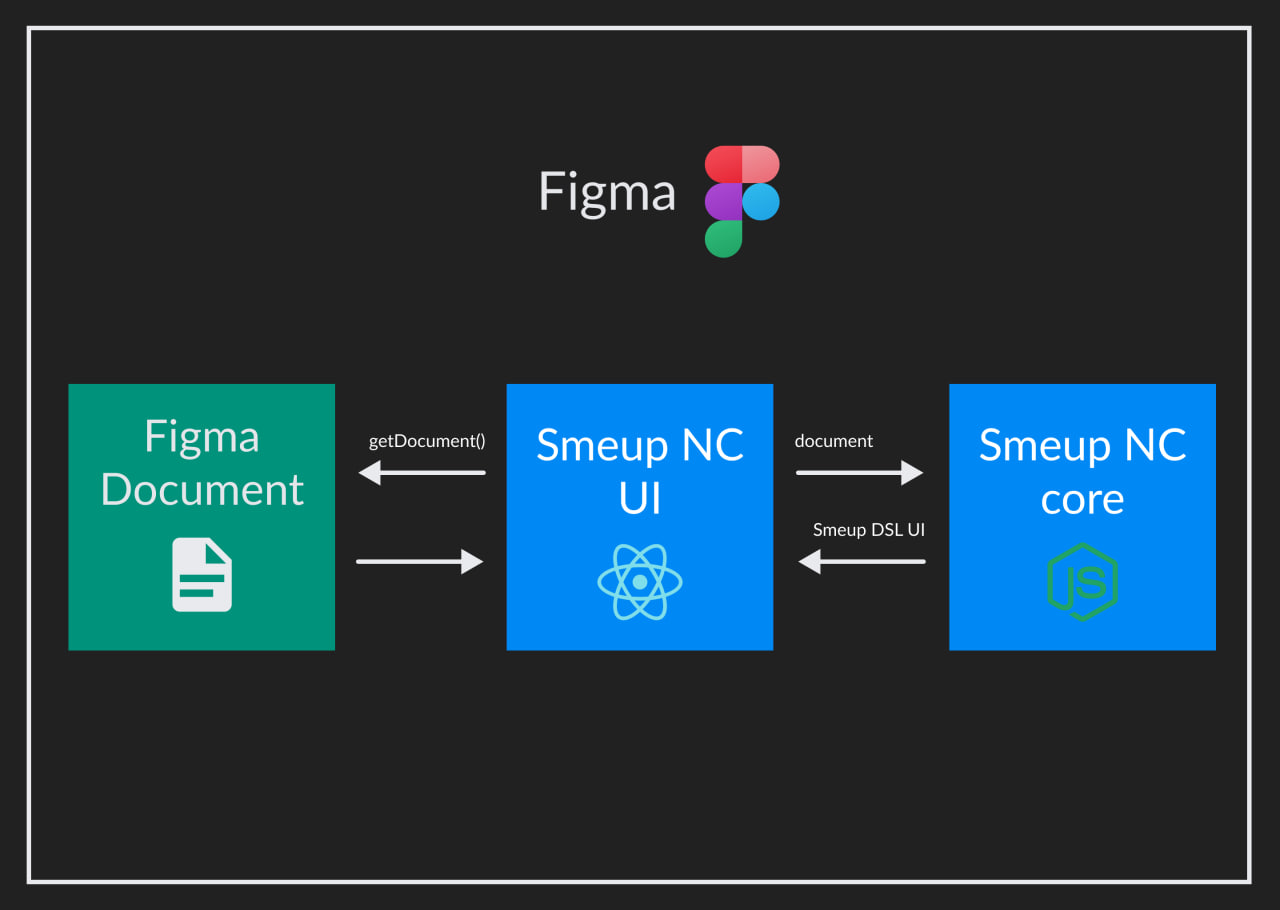 Figma
Figma
Document
getDocument()
Smeup NC
UI
document
Smeup DSL UI
Smeup NC
core
JS